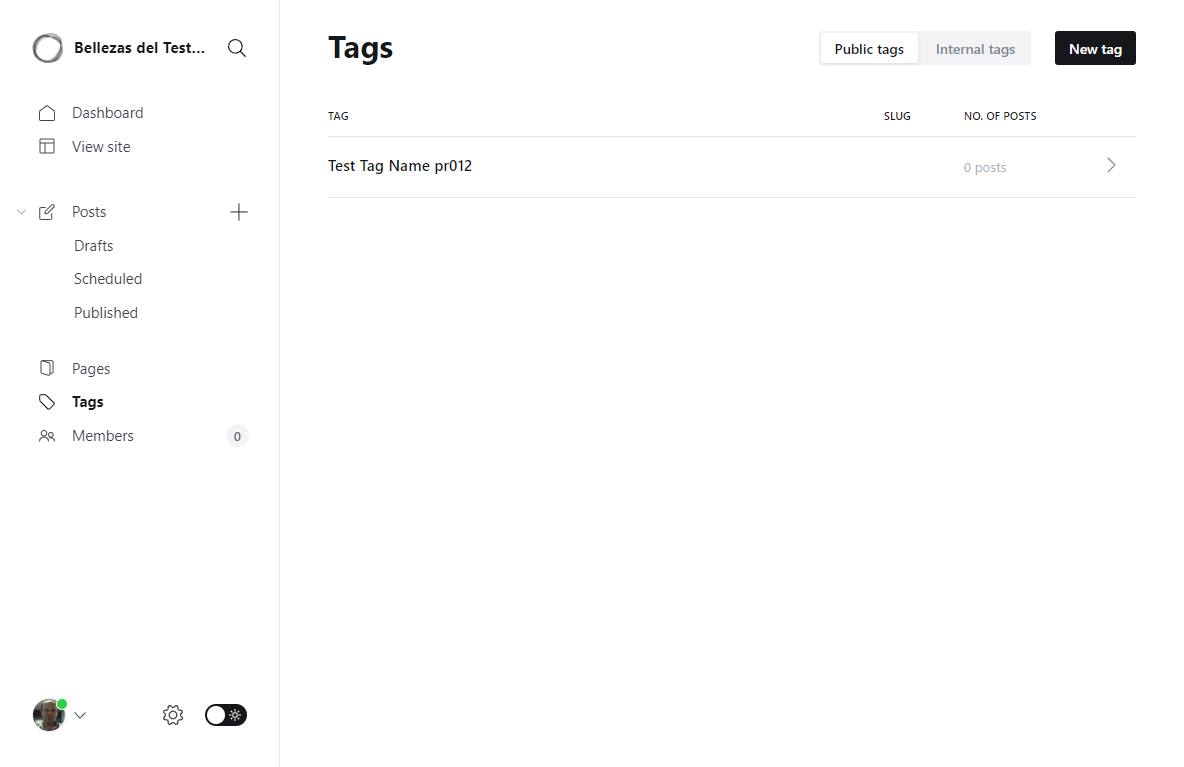 Bellezas del Test...
Dashboard
View site
Posts
Drafts
Scheduled
Published
Pages
Tags
Members
0
Tags
Public tags
Internal tags
New tag
TAG
SLUG
NO. OF POSTS
Test Tag Name pr012
0 posts